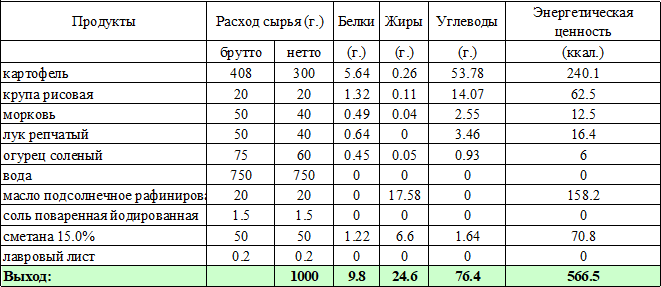 Продукты Расход сырья (г.) Белки Жиры Углеводы Энергетическая ценность
брутто нетто (г.) (г.) (г.) (ккал.)
картофель 408 300 5.64 0.26 53.78 240.1
крупа рисовая 20 20 1.32 0.11 14.07 62.5
морковь 50 40 0.49 0.04 2.55 12.5
лук репчатый 50 40 0.64 0 3.46 16.4
огурец соленый 75 60 0.45 0.05 0.93 6
вода 750 750 0 0 0 0
масло подсолнечное рафинирова 20 20 0 17.58 0 158.2
соль поваренная йодированная 1.5 1.5 0 0 0 0
сметана 15.0% 50 50 1.22 6.6 1.64 70.8
лавровый лист 0.2 0.2 0 0 0 0
Выход: 1000 9.8 24.6 76.4 566.5